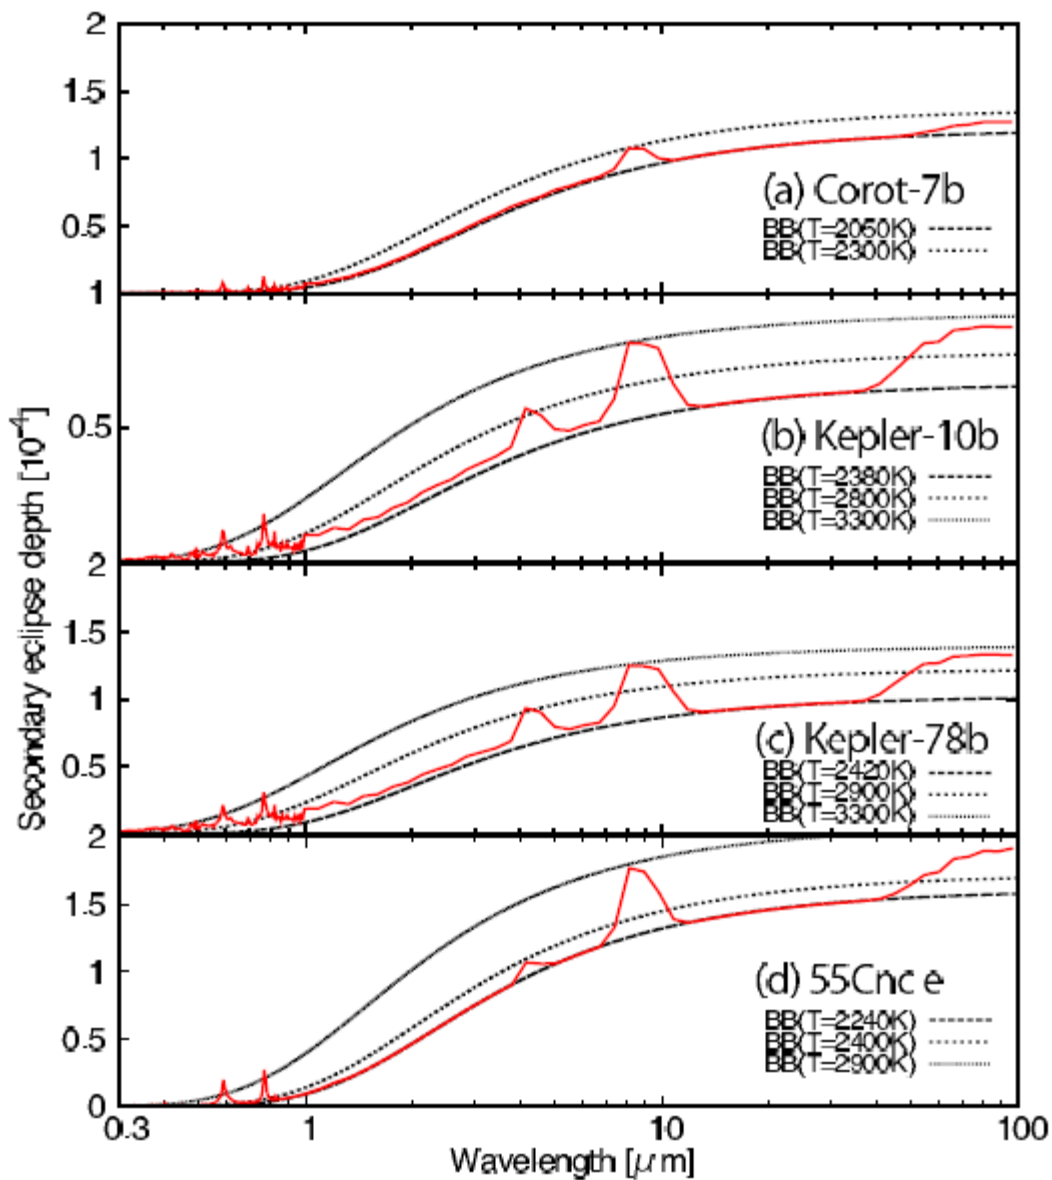 2
1.5
1
0.5
1
(a) Corot-7b
BB(T=2050K)
BB(T=2300K)
0.5
2
(b) Kepler-10b
BB(T=2380K)
BB(T=2800K)
BB(T=3300K)
2
1.5
1
0.5
2
(c) Kepler-78b
BB(T=2420K)
BB(T=2900K)
BB(T=3300K)
2
1.5
1
0.5
0
(d) 55Cnc e
BB(T=2240K)
BB(T=2400K)
BB(T=2900K)
0.3
1
10
100
Wavelength [μm]
Secondary eclipse depth [10-4]